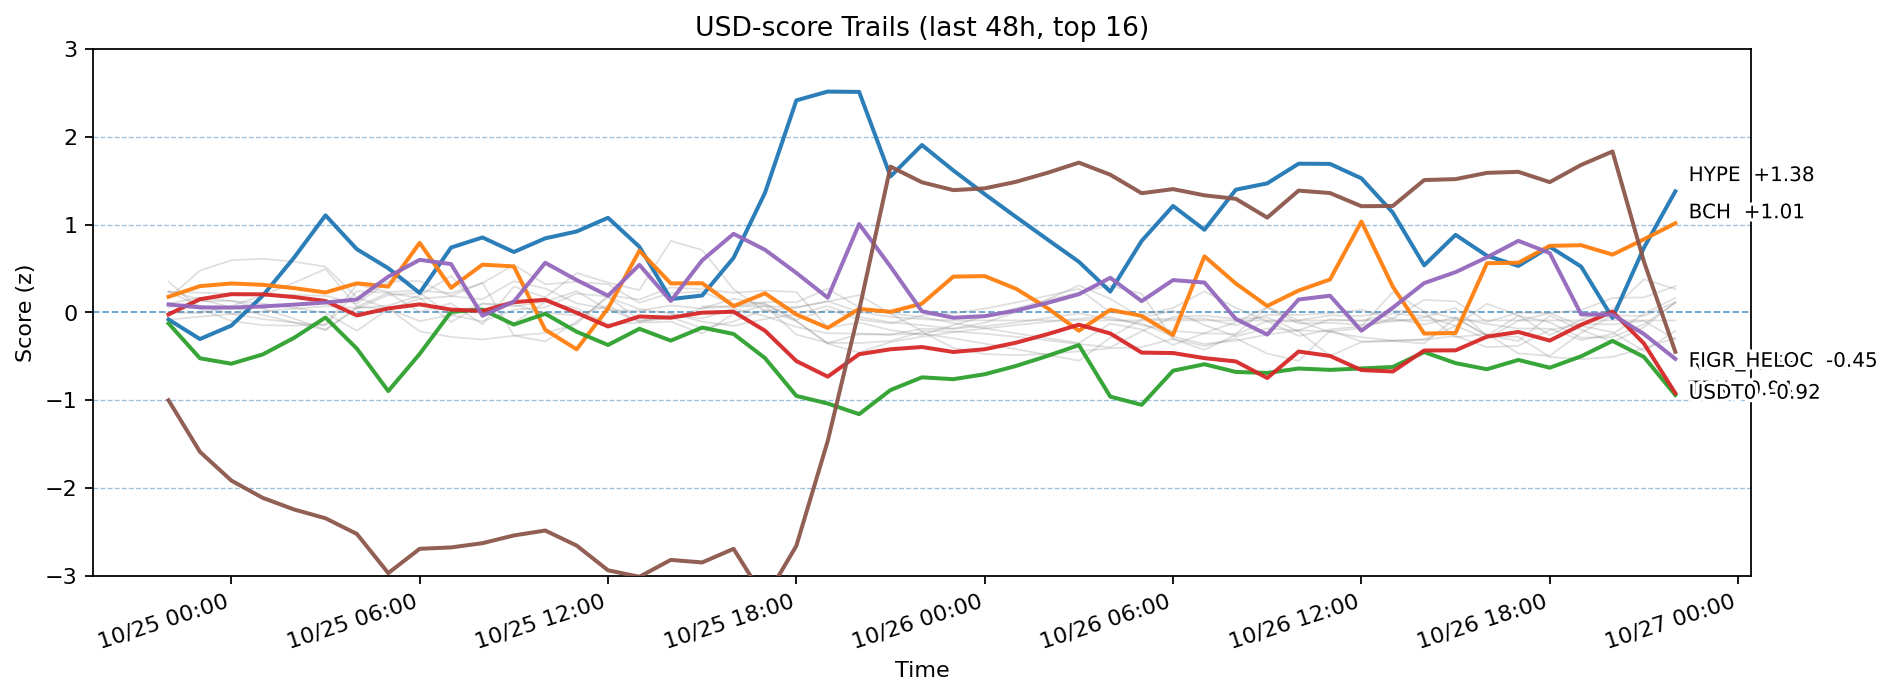 USD-score Trails (last 48h, top 16)
3
2
1
0
−1
−2
−3
Score (z)
HYPE +1.38
BCH +1.01
FIGR_HELOC -0.45
USDT0 -0.92
10/25 00:00
10/25 06:00
10/25 12:00
10/25 18:00
10/26 00:00
10/26 06:00
10/26 12:00
10/26 18:00
10/27 00:00
Time